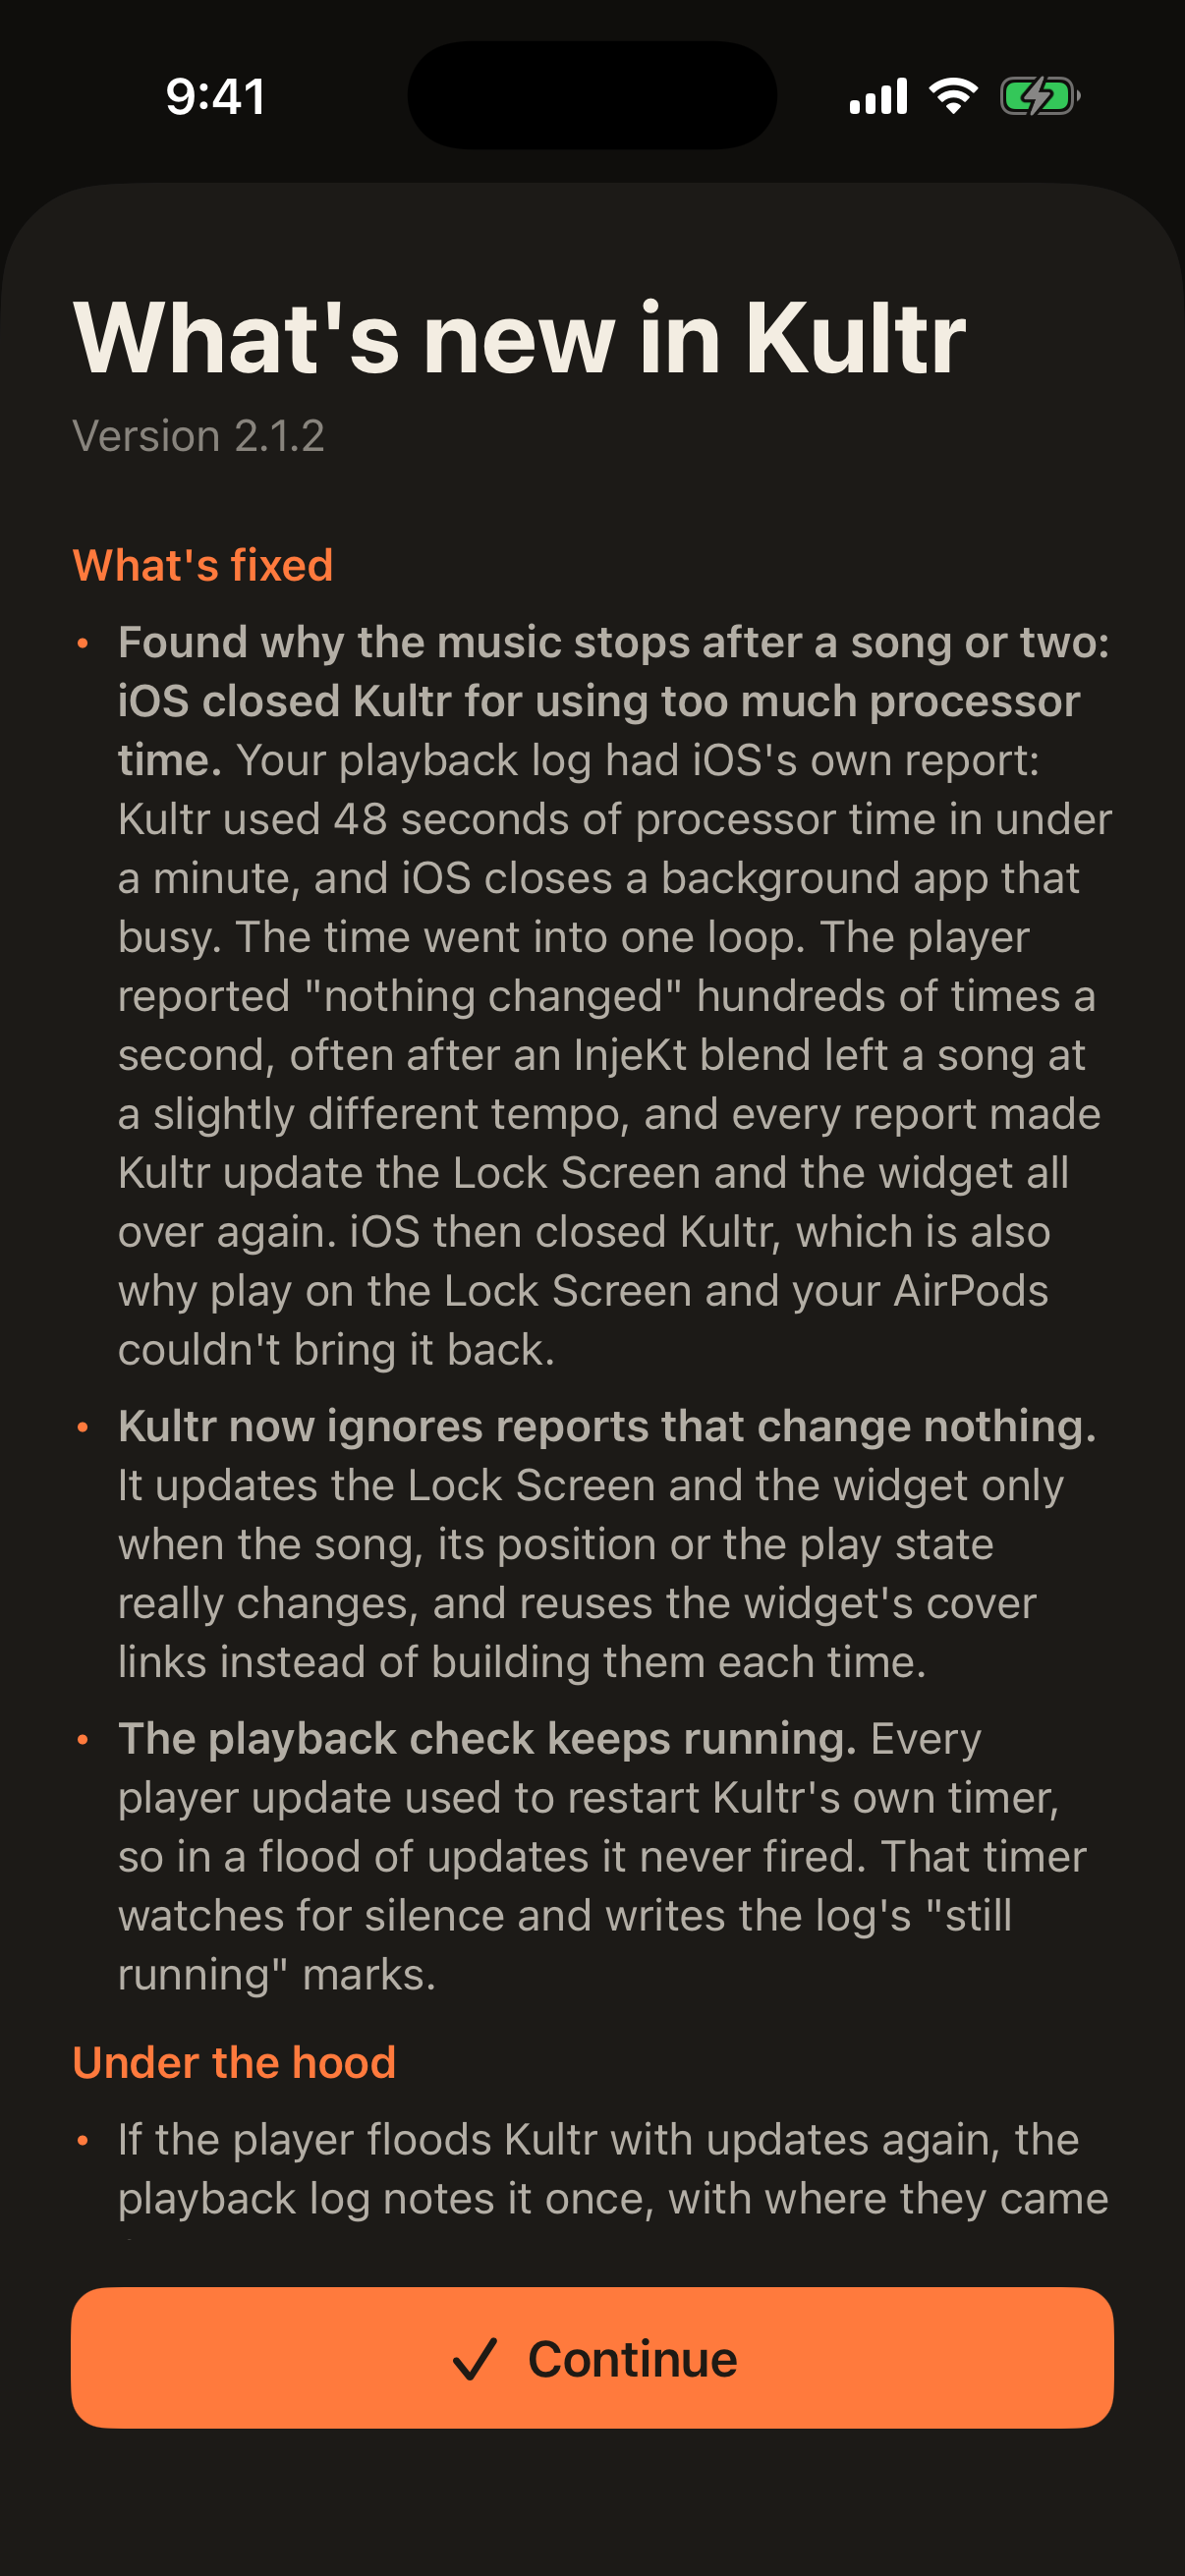 9:41
What's new in Kultr
Version 2.1.2
What's fixed
• Found why the music stops after a song or two:
iOS closed Kultr for using too much processor
time. Your playback log had iOS's own report:
Kultr used 48 seconds of processor time in under
a minute, and iOS closes a background app that
busy. The time went into one loop. The player
reported "nothing changed" hundreds of times a
second, often after an InjeKt blend left a song at
a slightly different tempo, and every report made
Kultr update the Lock Screen and the widget all
over again. iOS then closed Kultr, which is also
why play on the Lock Screen and your AirPods
couldn't bring it back.
• Kultr now ignores reports that change nothing.
It updates the Lock Screen and the widget only
when the song, its position or the play state
really changes, and reuses the widget's cover
links instead of building them each time.
• The playback check keeps running. Every
player update used to restart Kultr's own timer,
so in a flood of updates it never fired. That timer
watches for silence and writes the log's "still
running" marks.
Under the hood
• If the player floods Kultr with updates again, the
playback log notes it once, with where they came
Continue